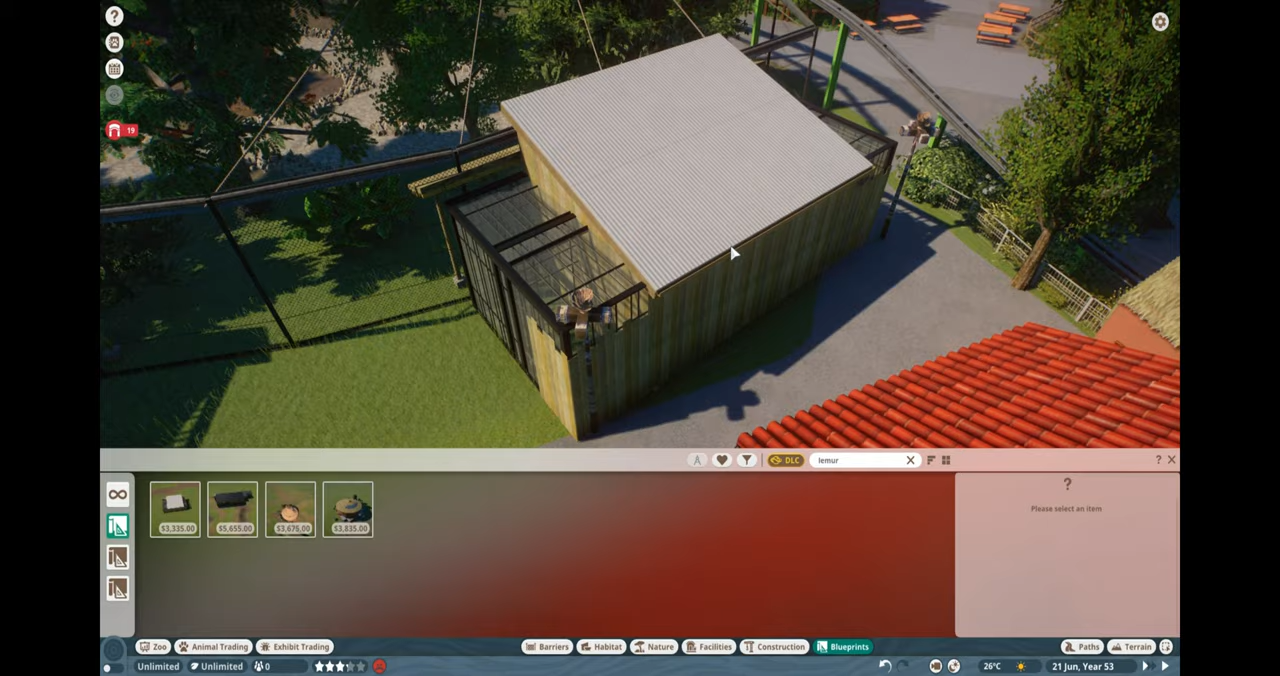 ?
19
DLC
lemur
?
$3,335.00
$5,655.00
$3,675.00
$3,835.00
?
Please select an item
Zoo
Animal Trading
Exhibit Trading
Barriers
Habitat
Nature
Facilities
Construction
Blueprints
Paths
Terrain
Unlimited
Unlimited
0
26°C
21 Jun, Year 53